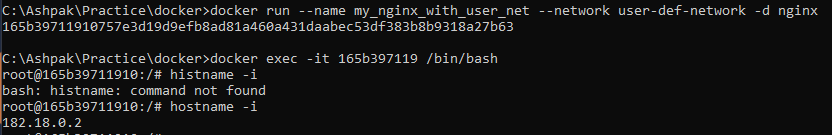 C:\Ashpak\Practice\docker>docker run --name my_nginx_with_user_net --network user-def-network -d nginx
165b39711910757e3d19d9efb8ad81a460a431daabec53df383b8b9318a27b63
C:\Ashpak\Practice\docker>docker exec -it 165b397119 /bin/bash
root@165b39711910:/# histname -i
bash: histname: command not found
root@165b39711910:/# hostname -i
182.18.0.2